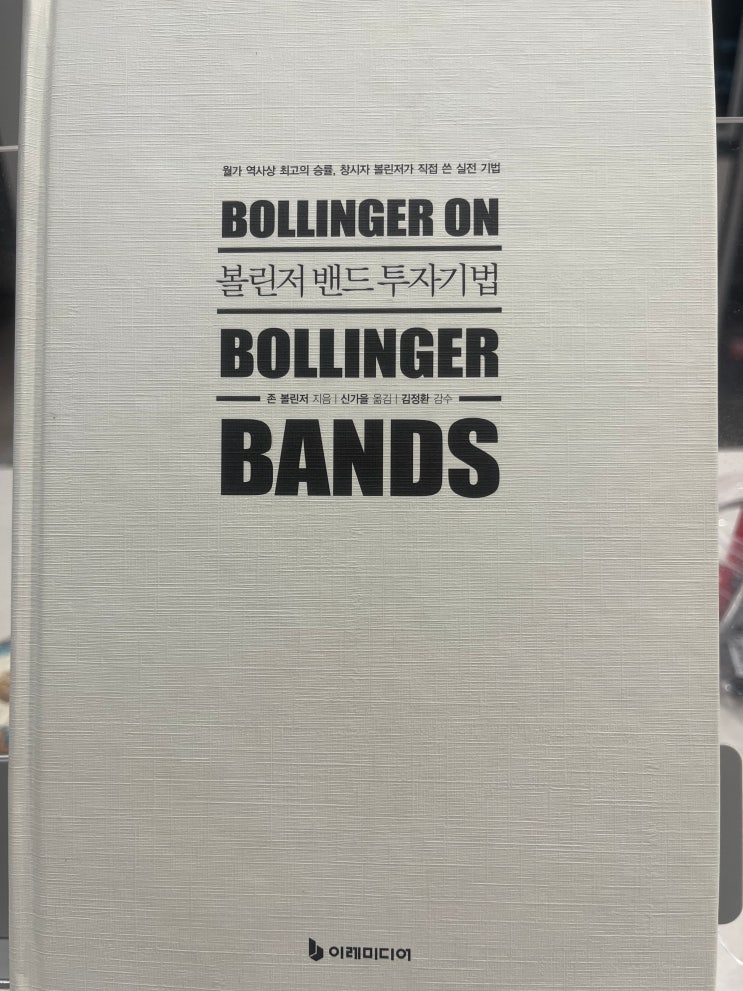 월가 역사상 최고의 승률, 창시자 볼린저가 직접 쓴 실전 기법
BOLLINGER ON
볼린저 밴드 투자기법
BOLLINGER
존 볼린저 지음 | 신가을 옮김 | 김정환 감수
BANDS
이레미디어